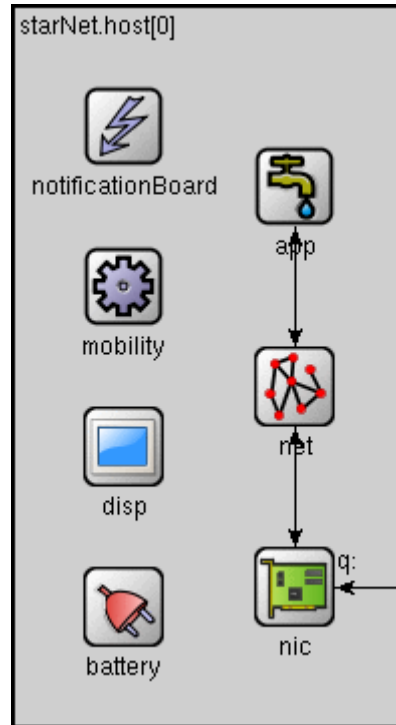 starNet.host[0]
notificationBoard
app
mobility
net
disp
q:
nic
battery